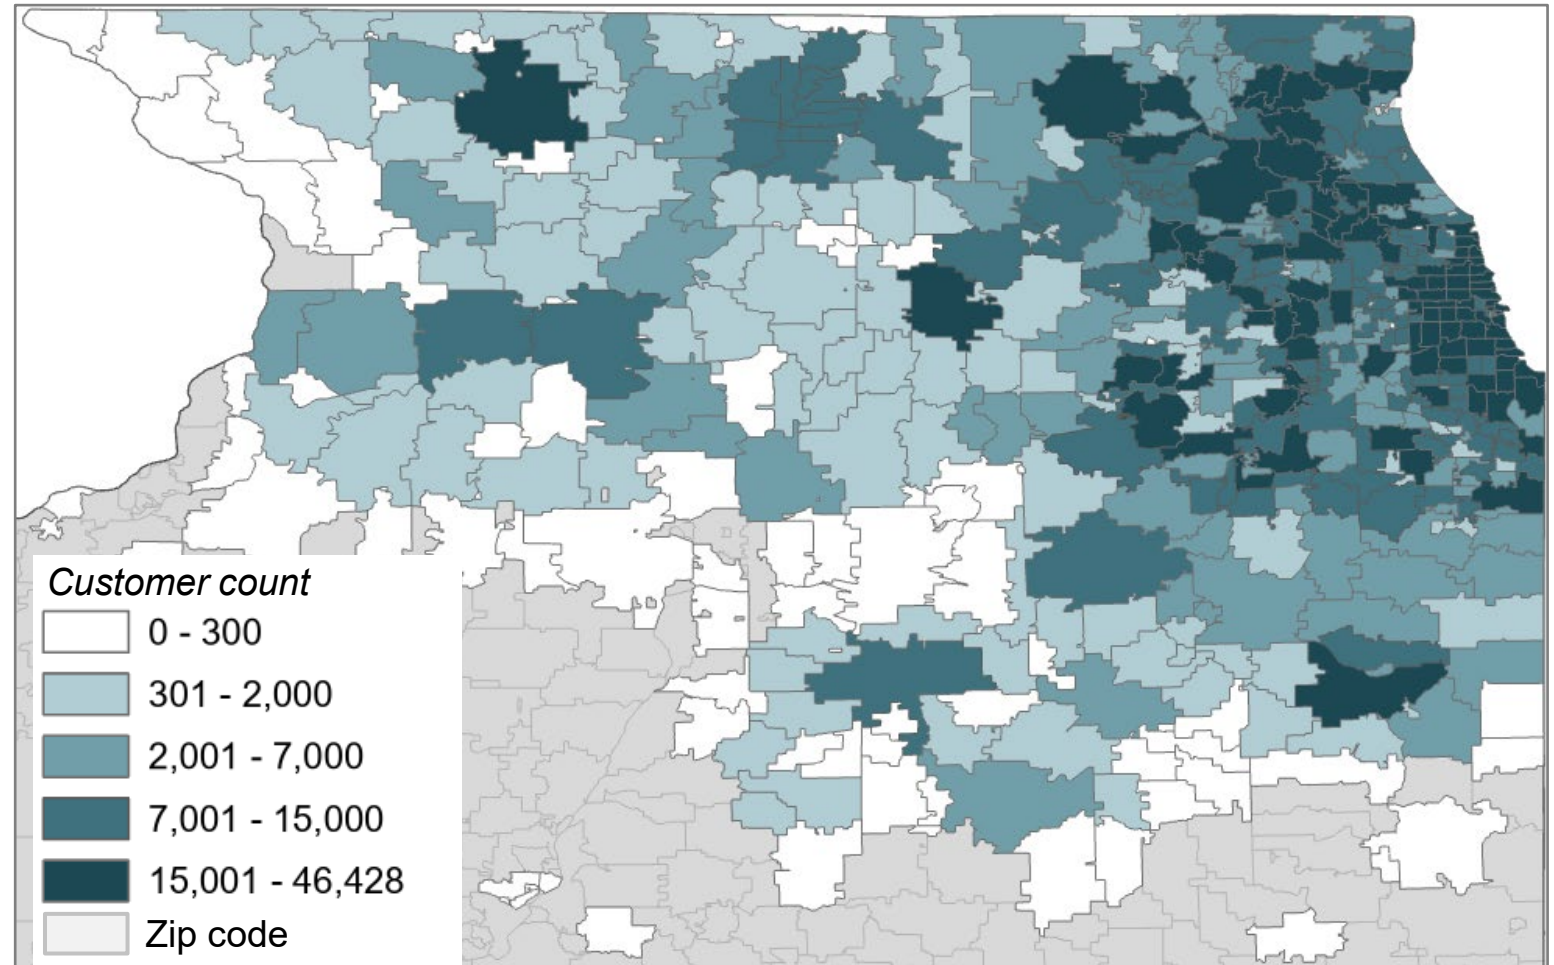 Customer count
0 - 300
301 - 2,000
2,001 - 7,000
7,001 - 15,000
15,001 - 46,428
Zip code